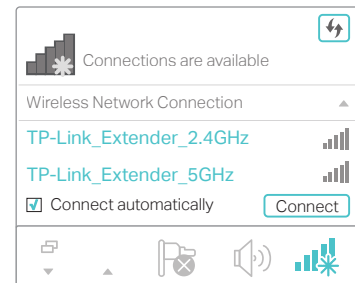 Connections are available
Wireless Network Connection
TP-Link_Extender_2.4GHz
TP-Link_Extender_5GHz
Connect automatically
Connect